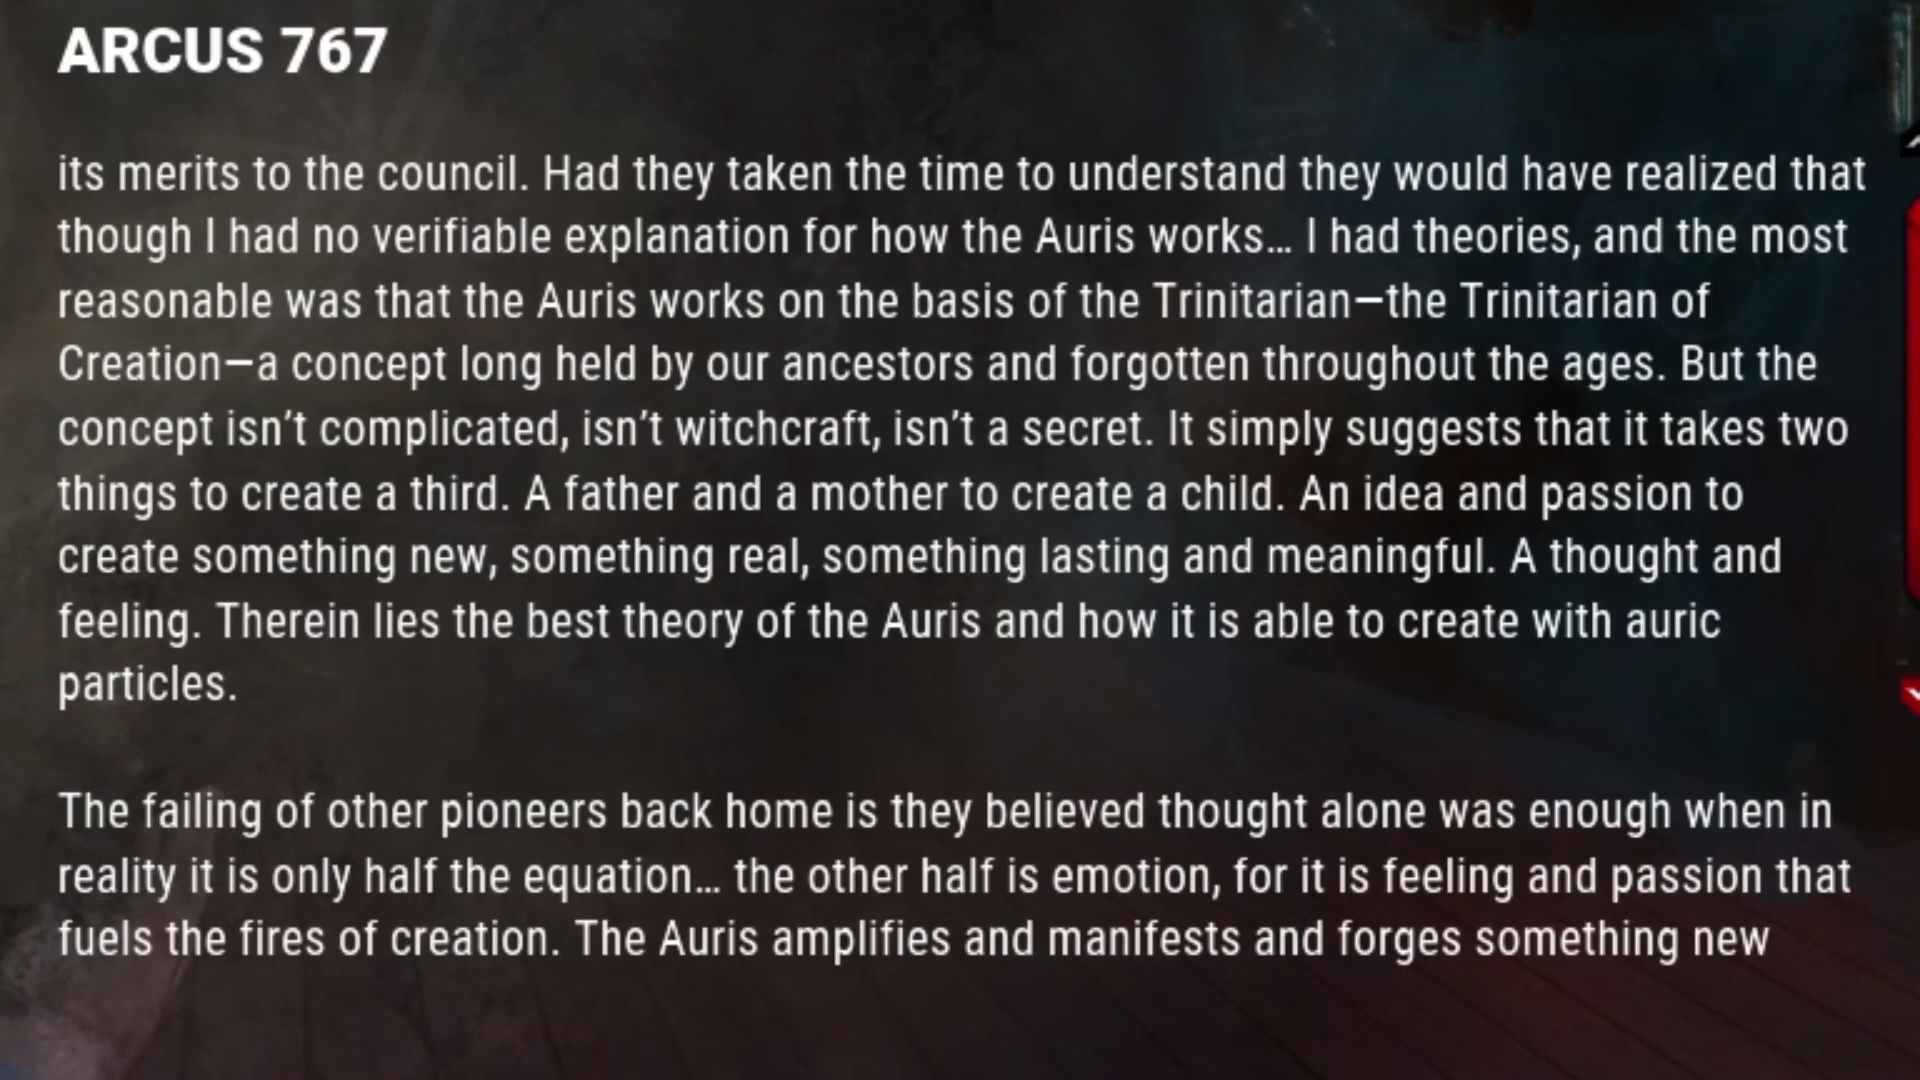 ARCUS 767
its merits to the council. Had they taken the time to understand they would have realized that
though I had no verifiable explanation for how the Auris works… I had theories, and the most
reasonable was that the Auris works on the basis of the Trinitarian—the Trinitarian of
Creation—a concept long held by our ancestors and forgotten throughout the ages. But the
concept isn’t complicated, isn’t witchcraft, isn’t a secret. It simply suggests that it takes two
things to create a third. A father and a mother to create a child. An idea and passion to
create something new, something real, something lasting and meaningful. A thought and
feeling. Therein lies the best theory of the Auris and how it is able to create with auric
particles.
The failing of other pioneers back home is they believed thought alone was enough when in
reality it is only half the equation… the other half is emotion, for it is feeling and passion that
fuels the fires of creation. The Auris amplifies and manifests and forges something new